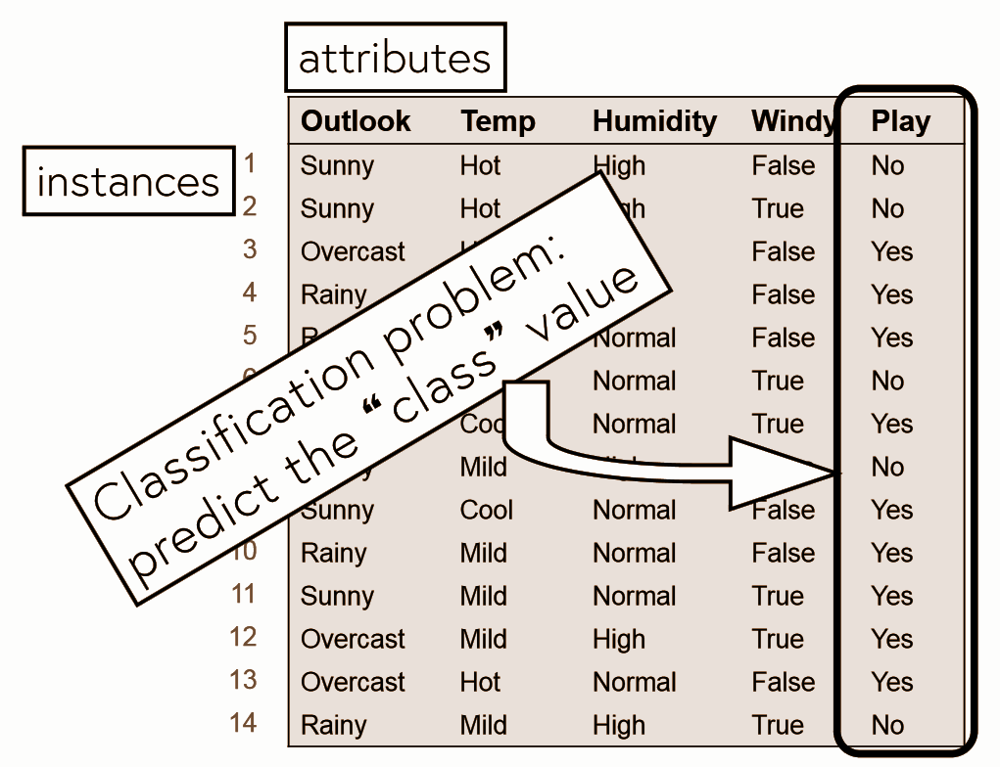 attributes
Outlook Temp Humidity Windy Play
instances
1 Sunny Hot High False No
2 Sunny Hot True No
3 Overcast False Yes
4 Rainy False Yes
5 Normal False Yes
Normal True No
Normal True Yes
Mild No
Sunny Cool Normal False Yes
10 Rainy Mild Normal False Yes
11 Sunny Mild Normal True Yes
12 Overcast Mild High True Yes
13 Overcast Hot Normal False Yes
14 Rainy Mild High True No
Classification problem:
predict the “class” value